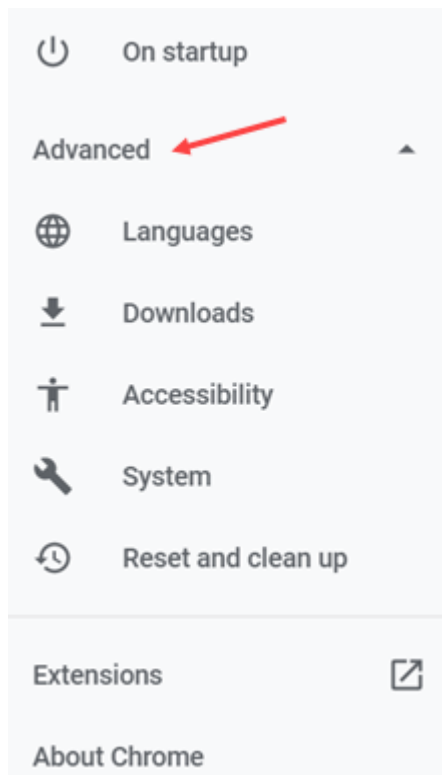 On startup
Advanced
Languages
Downloads
Accessibility
System
Reset and clean up
Extensions
About Chrome